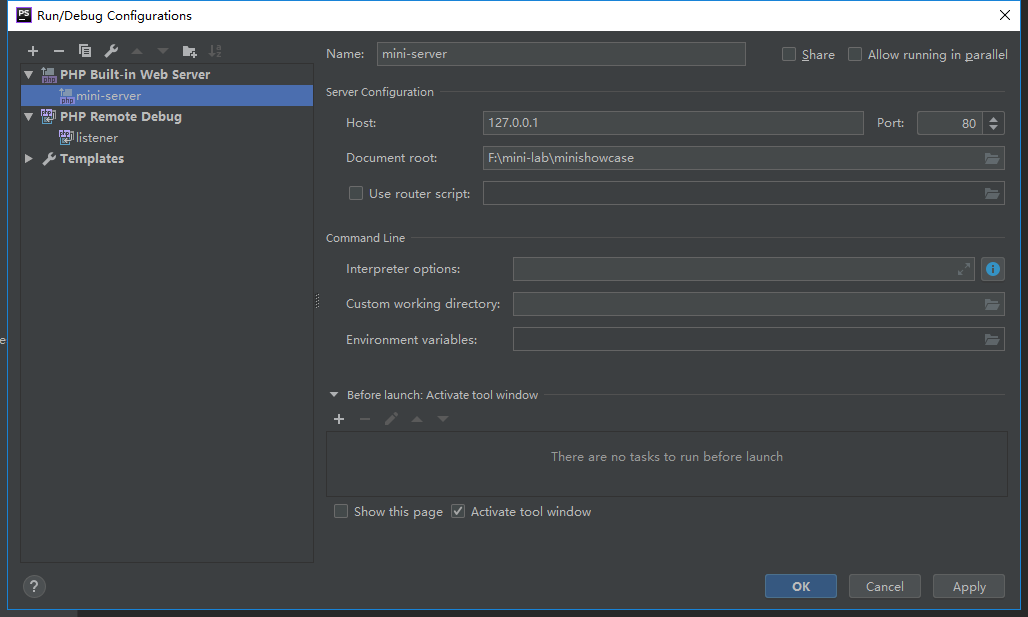 PS Run/Debug Configurations
Name: mini-server Share Allow running in parallel
PHP Built-in Web Server
php mini-server
PHP Remote Debug
listener
Templates
Server Configuration
Host: 127.0.0.1 Port: 80
Document root: F:\mini-lab\minishowcase
Use router script:
Command Line
Interpreter options:
Custom working directory:
Environment variables:
Before launch: Activate tool window
There are no tasks to run before launch
Show this page Activate tool window
? OK Cancel Apply